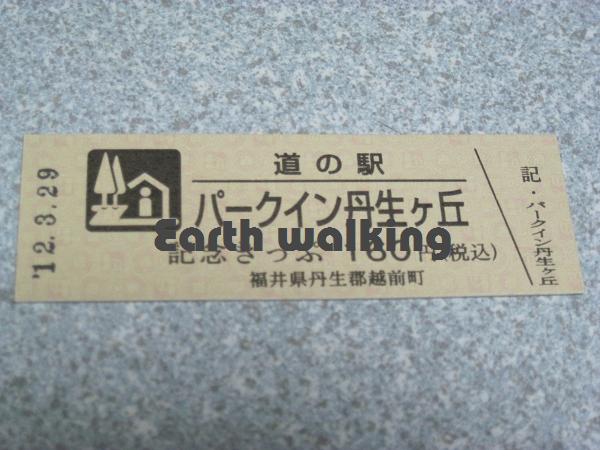 '12.3.29
道の駅
パークイン丹生ヶ丘
Earth walking
記念きっぷ 160円(税込)
福井県丹生郡越前町
記・パークイン丹生ヶ丘